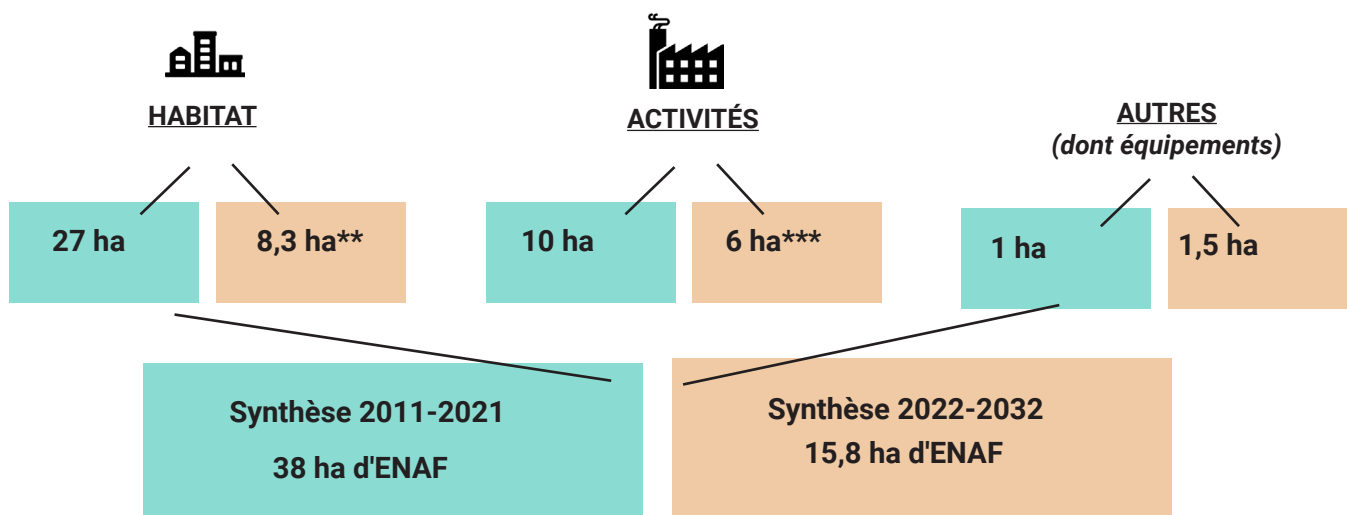 HABITAT
ACTIVITÉS
AUTRES
(dont équipements)
27 ha
8,3 ha**
10 ha
6 ha***
1 ha
1,5 ha
Synthèse 2011-2021
38 ha d'ENAF
Synthèse 2022-2032
15,8 ha d'ENAF